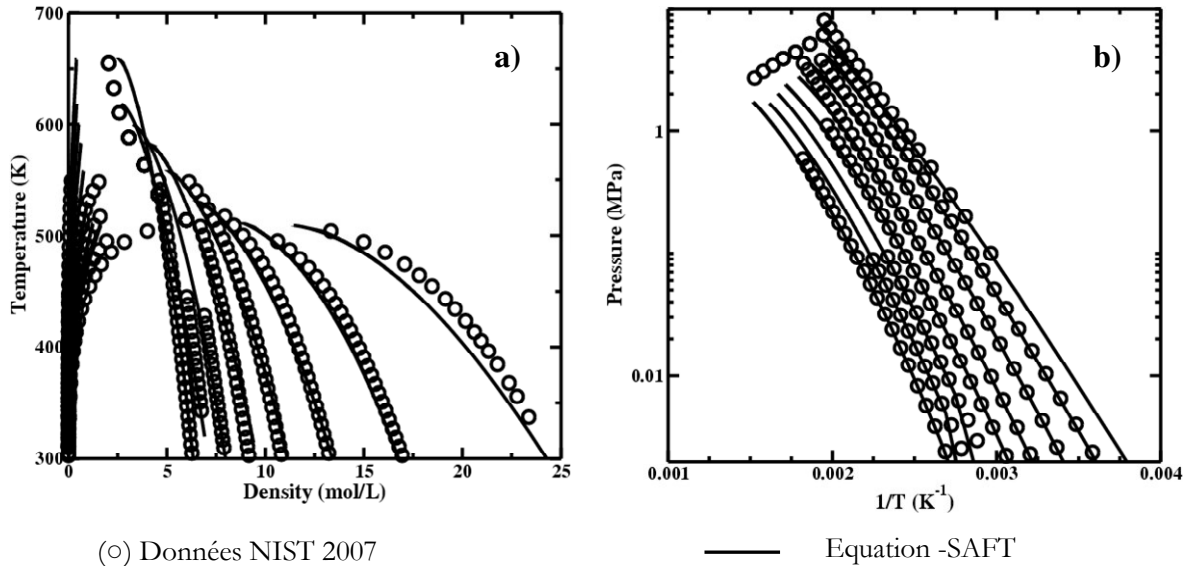 700
600
500
400
300
0
5
10
15
20
25
Temperature (K)
Density (mol/L)
a)
1
0.01
0.001
0.002
0.003
0.004
Pressure (MPa)
1/T (K⁻¹)
b)
(○) Données NIST 2007
Equation -SAFT